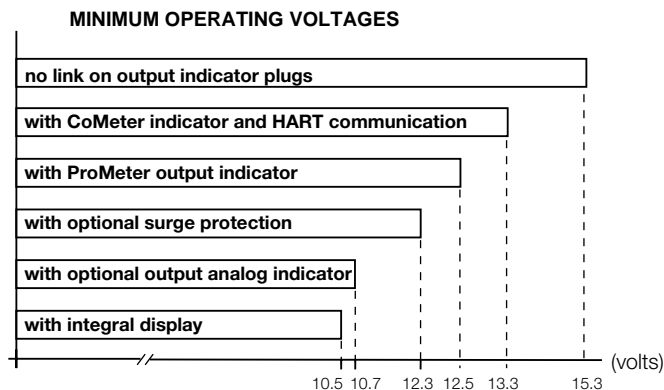 MINIMUM OPERATING VOLTAGES
no link on output indicator plugs
with CoMeter indicator and HART communication
with ProMeter output indicator
with optional surge protection
with optional output analog indicator
with integral display
(volts)
10.5 10.7 12.3 12.5 13.3 15.3